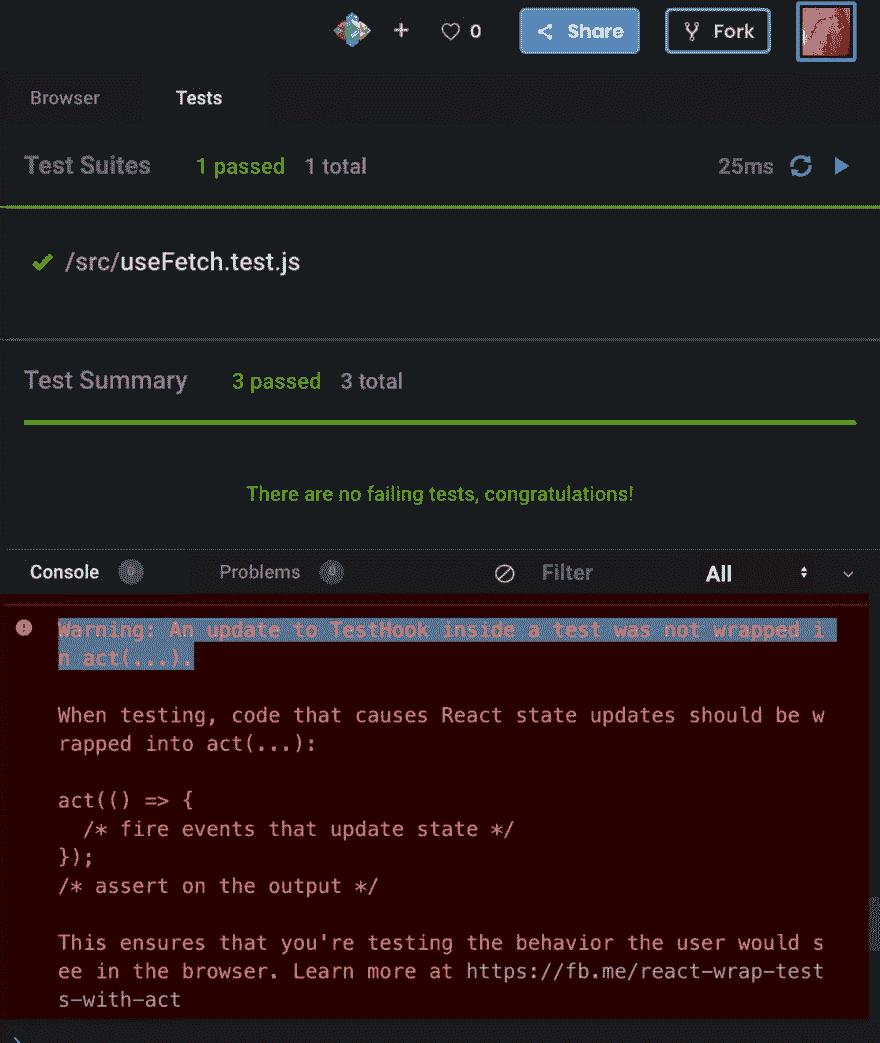 + 0 Share Fork
Browser Tests
Test Suites 1 passed 1 total 25ms
/src/useFetch.test.js
Test Summary 3 passed 3 total
There are no failing tests, congratulations!
Console 0 Problems 0 Filter All
Warning: An update to TestHook inside a test was not wrapped i
n act(...).
When testing, code that causes React state updates should be w
rapped into act(...):
act(() => {
/* fire events that update state */
});
/* assert on the output */
This ensures that you're testing the behavior the user would s
ee in the browser. Learn more at https://fb.me/react-wrap-test
s-with-act